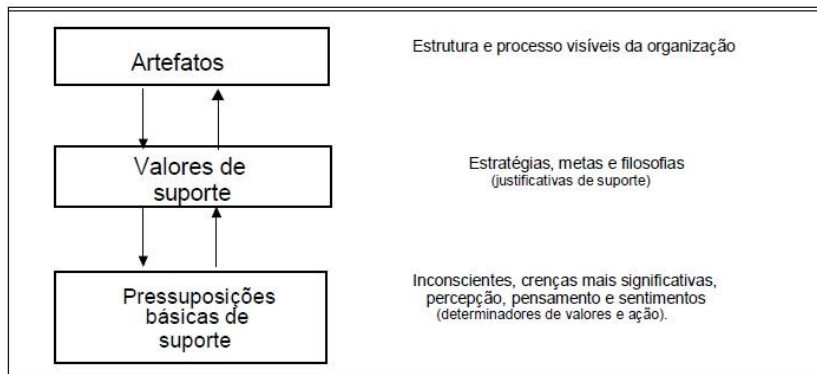 Artefatos
Estrutura e processo visíveis da organização
Valores de
suporte
Estratégias, metas e filosofias
(justificativas de suporte)
Pressuposições
básicas de
suporte
Inconscientes, crenças mais significativas,
percepção, pensamento e sentimentos
(determinadores de valores e ação).